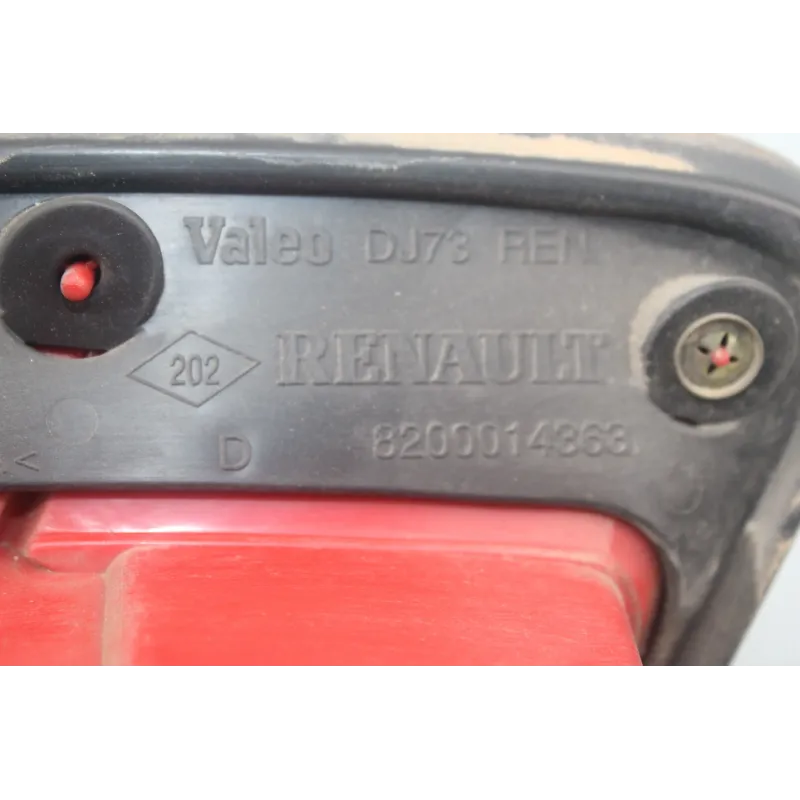 Valeo DJ73 REN
202 RENAULT
< D 8200014363